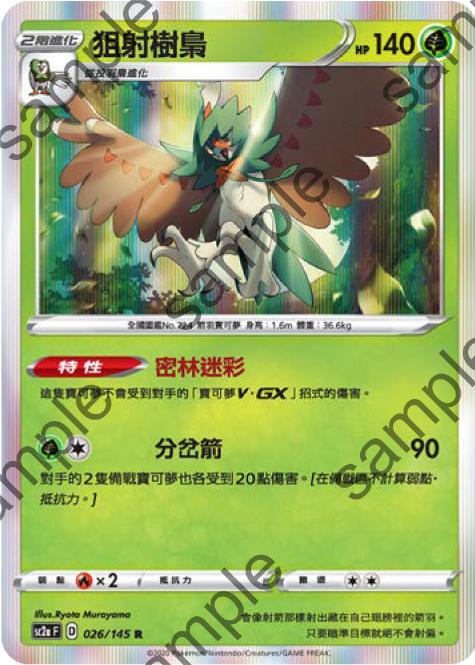 2階進化 狙射樹梟 HP 140
從投羽梟進化
全國圖鑑No.724 箭羽寶可夢 身高：1.6m 體重：36.6kg
特性 密林迷彩
這隻寶可夢不會受到對手的「寶可夢V・GX」招式的傷害。
分岔箭 90
對手的2隻備戰寶可夢也各受到20點傷害。[在備戰區不計算弱點・
抵抗力。]
弱點 ×2 抵抗力 撤退
Illus.Ryota Murayama
會像射箭那樣射出藏在自己翅膀裡的箭羽。
sc2a F D 026/145 R
只要瞄準目標就絕不會射偏。
©2020 Pokémon/Nintendo/Creatures/GAME FREAK.
sample
sample
sample
sample
sample
sample